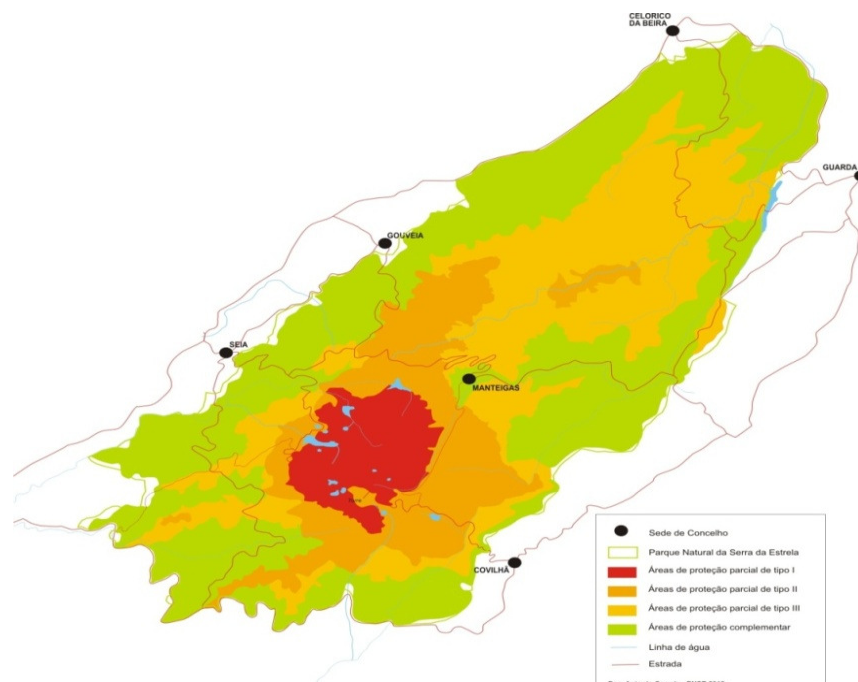 CELORICO
DA BEIRA
GUARDA
GOUVEIA
SEIA
MANTEIGAS
COVILHÃ
Sede de Concelho
Parque Natural da Serra da Estrela
Áreas de proteção parcial de tipo I
Áreas de proteção parcial de tipo II
Áreas de proteção parcial de tipo III
Áreas de proteção complementar
Linha de água
Estrada